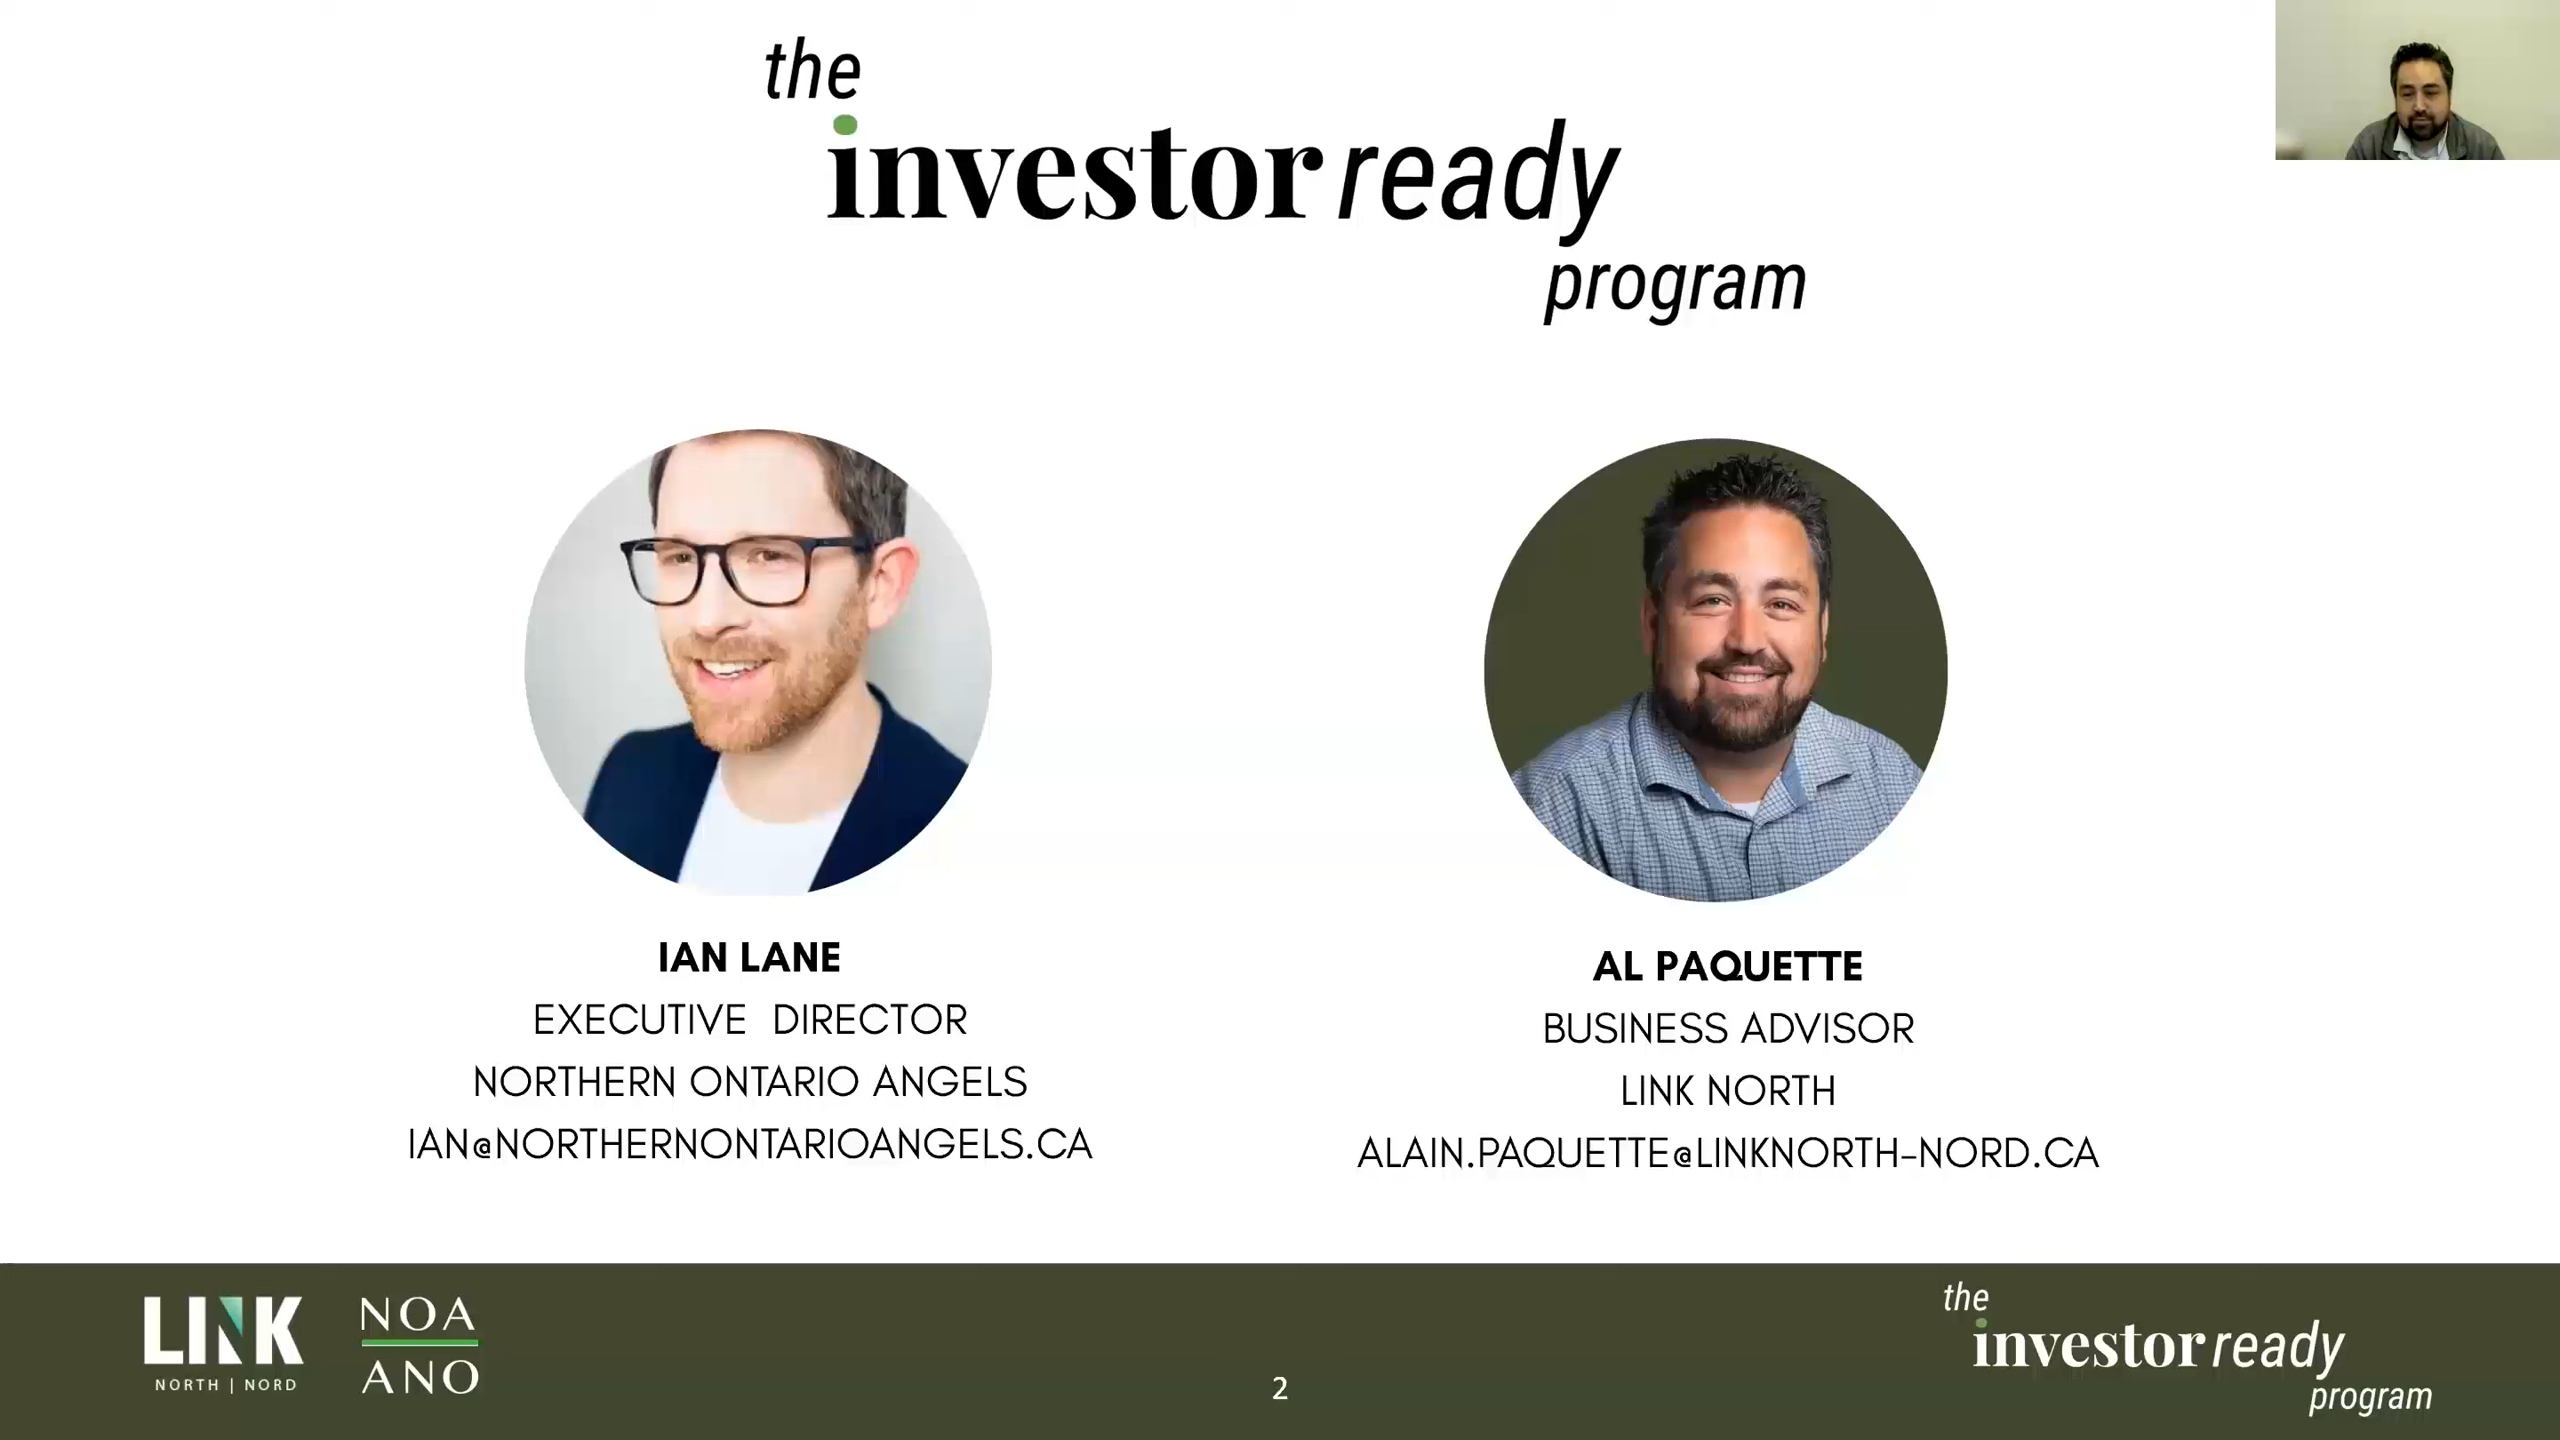 the
investor ready
program
IAN LANE
EXECUTIVE DIRECTOR
NORTHERN ONTARIO ANGELS
IAN@NORTHERNONTARIOANGELS.CA
AL PAQUETTE
BUSINESS ADVISOR
LINK NORTH
ALAIN.PAQUETTE@LINKNORTH-NORD.CA
LINK
NORTH | NORD
NOA
ANO
2
the
investor ready
program